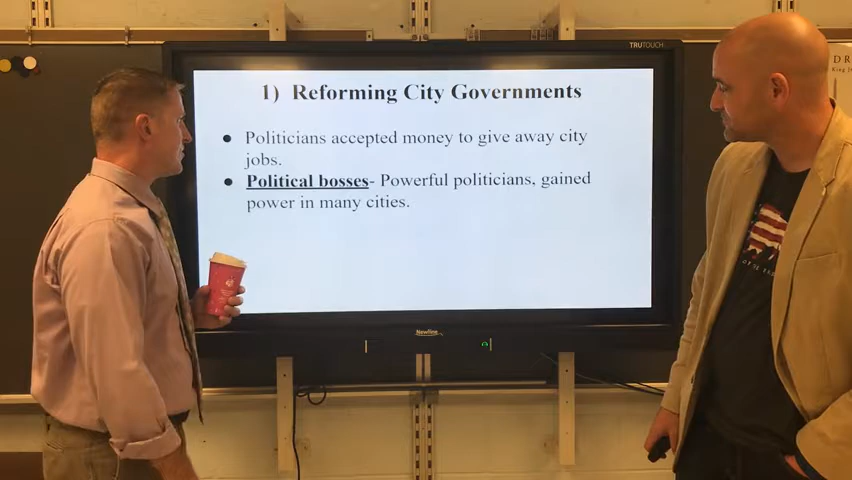 TRUTOUCH
1) Reforming City Governments
● Politicians accepted money to give away city
jobs.
● Political bosses- Powerful politicians, gained
power in many cities.
Newline